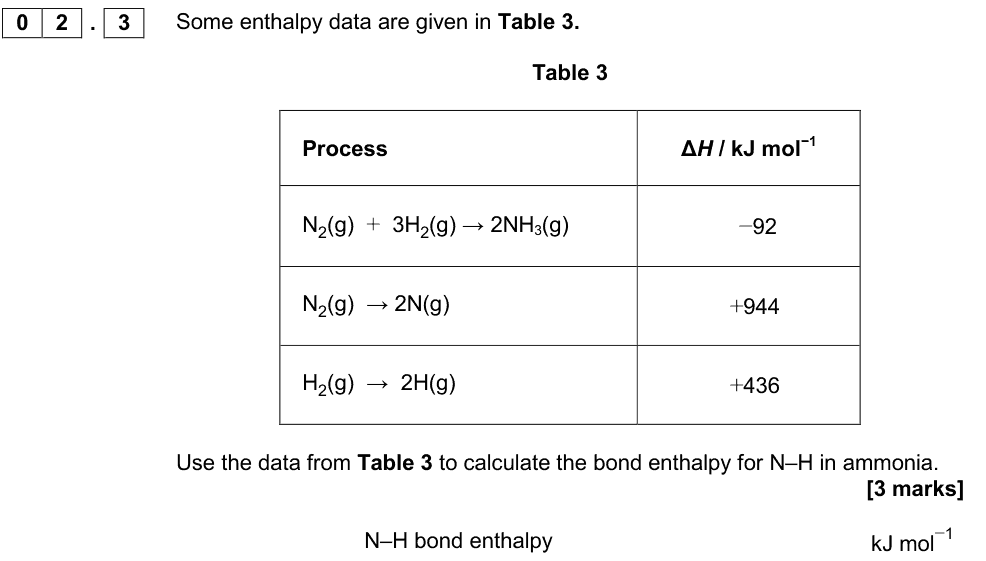 0 2 . 3 Some enthalpy data are given in Table 3.
Table 3
Process ΔH / kJ mol⁻¹
N₂(g) + 3H₂(g) → 2NH₃(g) −92
N₂(g) → 2N(g) +944
H₂(g) → 2H(g) +436
Use the data from Table 3 to calculate the bond enthalpy for N–H in ammonia.
[3 marks]
N–H bond enthalpy kJ mol⁻¹